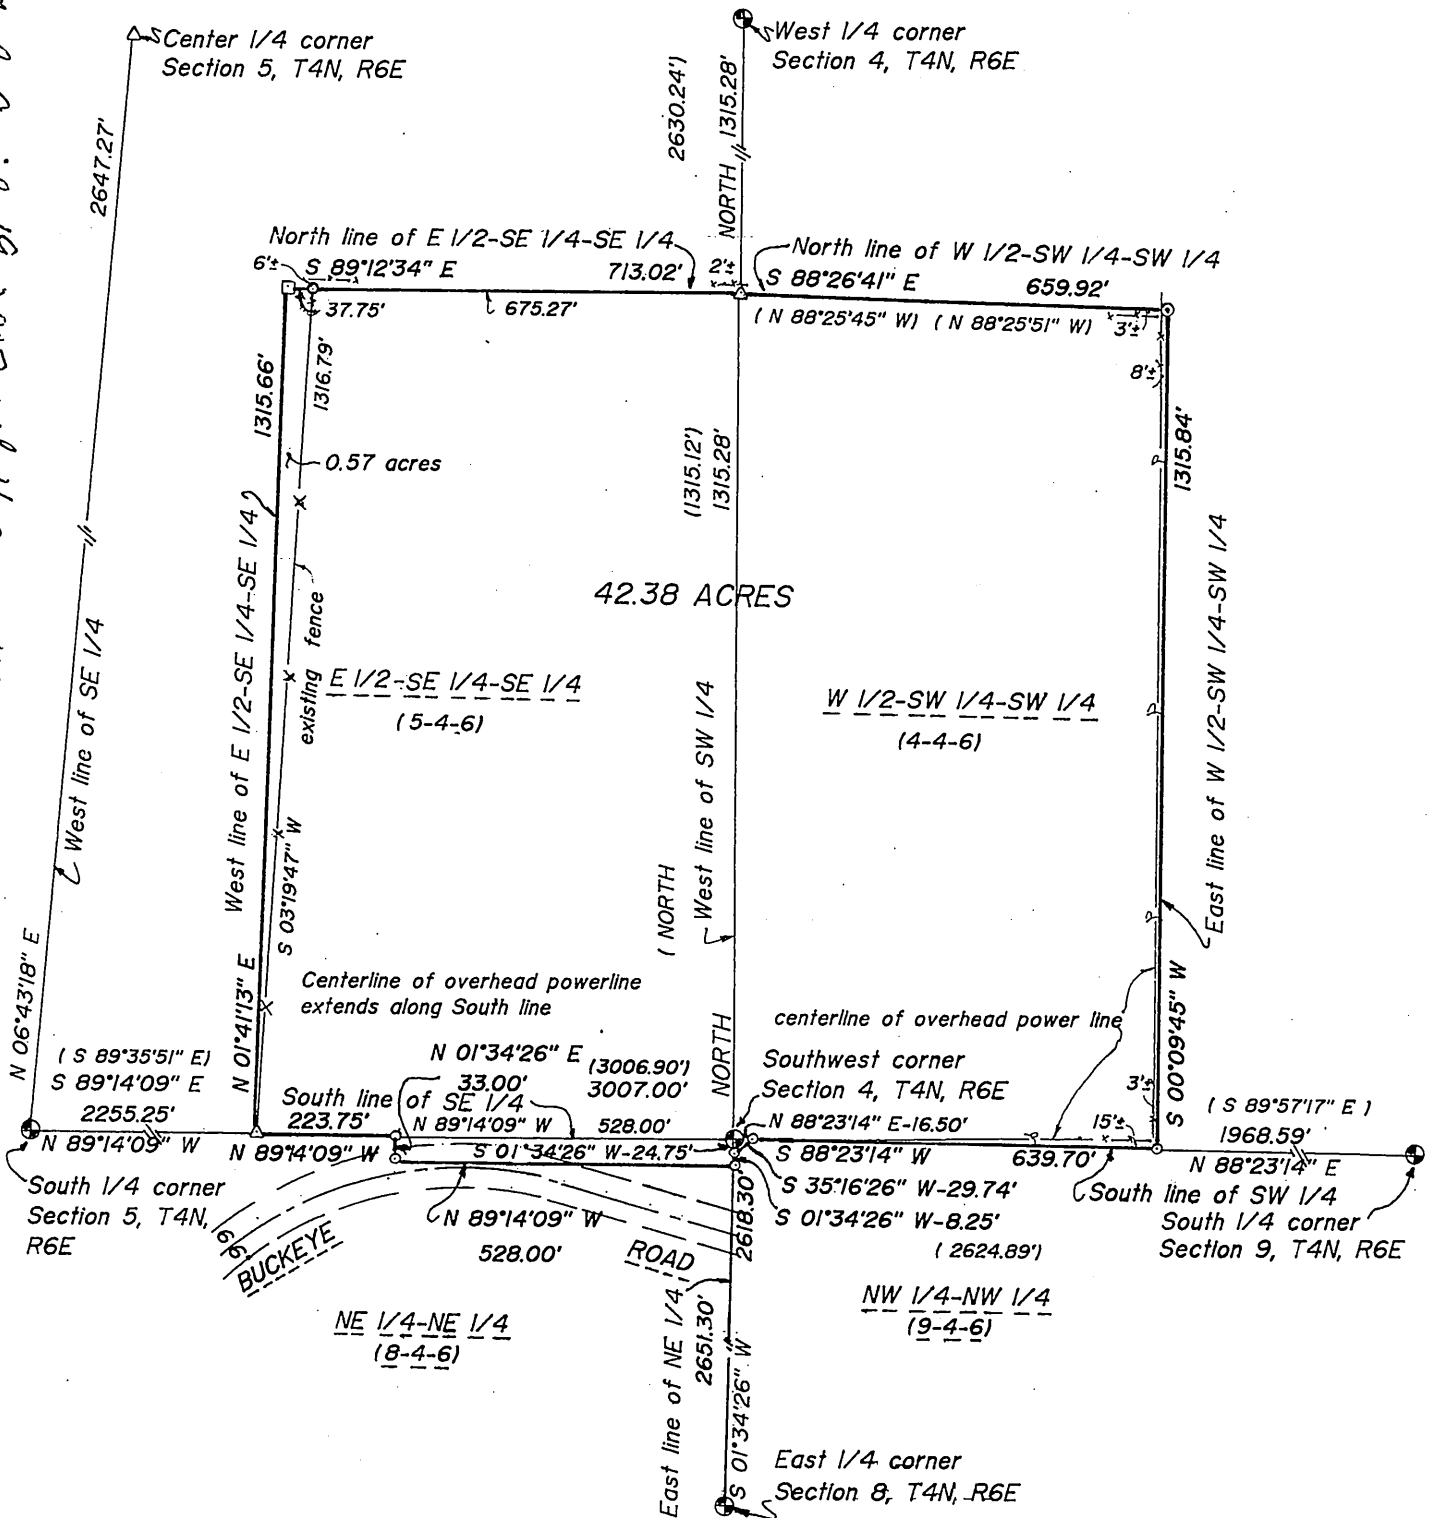 Center 1/4 corner
Section 5, T4N, R6E
West 1/4 corner
Section 4, T4N, R6E
2647.27'
2630.24')
NORTH 1315.28'
North line of E 1/2-SE 1/4-SE 1/4
North line of W 1/2-SW 1/4-SW 1/4
6'±
S 89°12'34" E
713.02'
2'±
S 88°26'41" E
659.92'
37.75'
675.27'
( N 88°25'45" W)
( N 88°25'51" W)
3'±
8'±
1315.66'
1316.79'
(1315.12')
1315.28'
1315.84'
0.57 acres
42.38 ACRES
West line of SE 1/4
West line of E 1/2-SE 1/4-SE 1/4
existing fence
E 1/2-SE 1/4-SE 1/4
(5-4-6)
W 1/2-SW 1/4-SW 1/4
(4-4-6)
West line of SW 1/4
( NORTH
East line of W 1/2-SW 1/4-SW 1/4
S 03°19'47" W
N 06°43'18" E
N 01°41'13" E
Centerline of overhead powerline
extends along South line
NORTH
centerline of overhead power line
S 00°09'45" W
( S 89°35'51" E)
S 89°14'09" E
2255.25'
N 89°14'09" W
N 01°34'26" E
33.00'
(3006.90')
3007.00'
South line of SE 1/4
223.75'
N 89°14'09" W
528.00'
N 89°14'09" W
S 01°34'26" W-24.75'
Southwest corner
Section 4, T4N, R6E
N 88°23'14" E-16.50'
S 88°23'14" W
639.70'
3'±
15'±
( S 89°57'17" E )
1968.59'
N 88°23'14" E
S 35°16'26" W-29.74'
S 01°34'26" W-8.25'
( 2624.89')
South line of SW 1/4
South 1/4 corner
Section 9, T4N, R6E
South 1/4 corner
Section 5, T4N,
R6E
66'
BUCKEYE
ROAD
N 89°14'09" W
528.00'
2618.30'
NE 1/4-NE 1/4
(8-4-6)
NW 1/4-NW 1/4
(9-4-6)
East line of NE 1/4
2651.30'
S 01°34'26" W
East 1/4 corner
Section 8, T4N, R6E